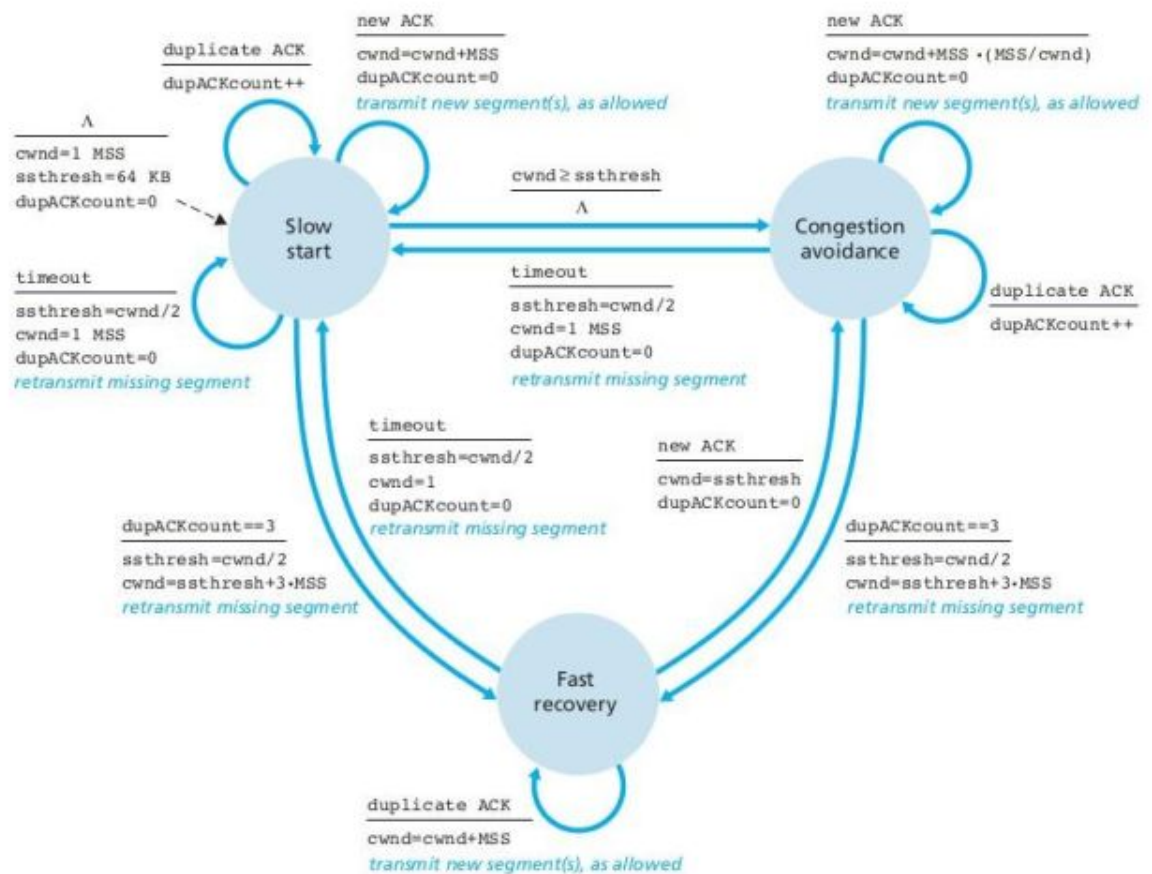 new ACK
cwnd=cwnd+MSS
dupACKcount=0
transmit new segment(s), as allowed
new ACK
cwnd=cwnd+MSS ·(MSS/cwnd)
dupACKcount=0
transmit new segment(s), as allowed
duplicate ACK
dupACKcount++
Λ
cwnd=1 MSS
ssthresh=64 KB
dupACKcount=0
Slow
start
cwnd≥ssthresh
Λ
Congestion
avoidance
timeout
ssthresh=cwnd/2
cwnd=1 MSS
dupACKcount=0
retransmit missing segment
timeout
ssthresh=cwnd/2
cwnd=1 MSS
dupACKcount=0
retransmit missing segment
duplicate ACK
dupACKcount++
timeout
ssthresh=cwnd/2
cwnd=1
dupACKcount=0
retransmit missing segment
new ACK
cwnd=ssthresh
dupACKcount=0
dupACKcount==3
ssthresh=cwnd/2
cwnd=ssthresh+3·MSS
retransmit missing segment
dupACKcount==3
ssthresh=cwnd/2
cwnd=ssthresh+3·MSS
retransmit missing segment
Fast
recovery
duplicate ACK
cwnd=cwnd+MSS
transmit new segment(s), as allowed